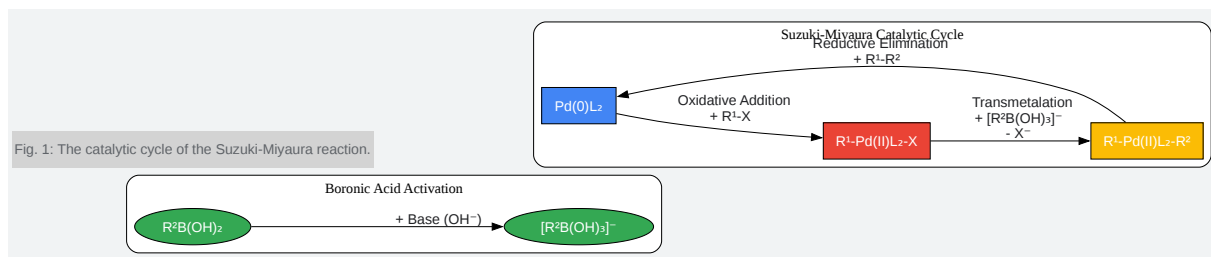 Suzuki-Miyaura Catalytic Cycle
Reductive Elimination
+ R¹-R²
Pd(0)L₂
Oxidative Addition
+ R¹-X
R¹-Pd(II)L₂-X
Transmetalation
+ [R²B(OH)₃]⁻
- X⁻
R¹-Pd(II)L₂-R²
Fig. 1: The catalytic cycle of the Suzuki-Miyaura reaction.
Boronic Acid Activation
R²B(OH)₂
+ Base (OH⁻)
[R²B(OH)₃]⁻